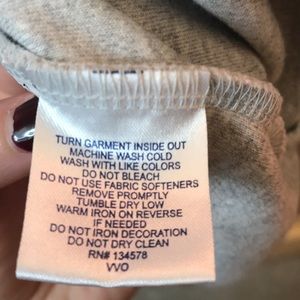 TURN GARMENT INSIDE OUT
MACHINE WASH COLD
WASH WITH LIKE COLORS
DO NOT BLEACH
DO NOT USE FABRIC SOFTENERS
REMOVE PROMPTLY
TUMBLE DRY LOW
WARM IRON ON REVERSE
IF NEEDED
DO NOT IRON DECORATION
DO NOT DRY CLEAN
RN# 134578
VVO